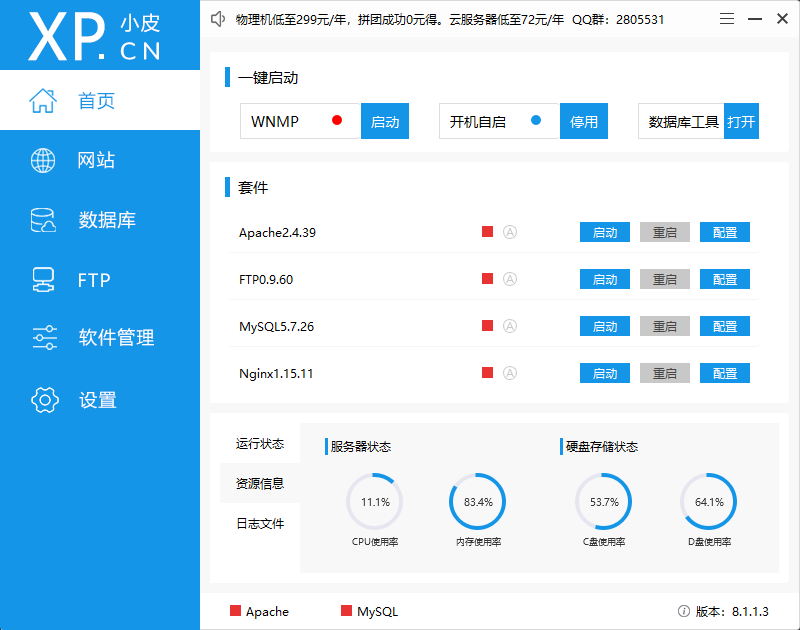 XP.CN 小皮
物理机低至299元/年，拼团成功0元得。云服务器低至72元/年 QQ群：2805531
首页
网站
数据库
FTP
软件管理
设置
一键启动
WNMP 启动 开机自启 停用 数据库工具 打开
套件
Apache2.4.39 A 启动 重启 配置
FTP0.9.60 A 启动 重启 配置
MySQL5.7.26 A 启动 重启 配置
Nginx1.15.11 A 启动 重启 配置
运行状态
资源信息
日志文件
服务器状态 硬盘存储状态
11.1% 83.4% 53.7% 64.1%
CPU使用率 内存使用率 C盘使用率 D盘使用率
Apache MySQL 版本：8.1.1.3